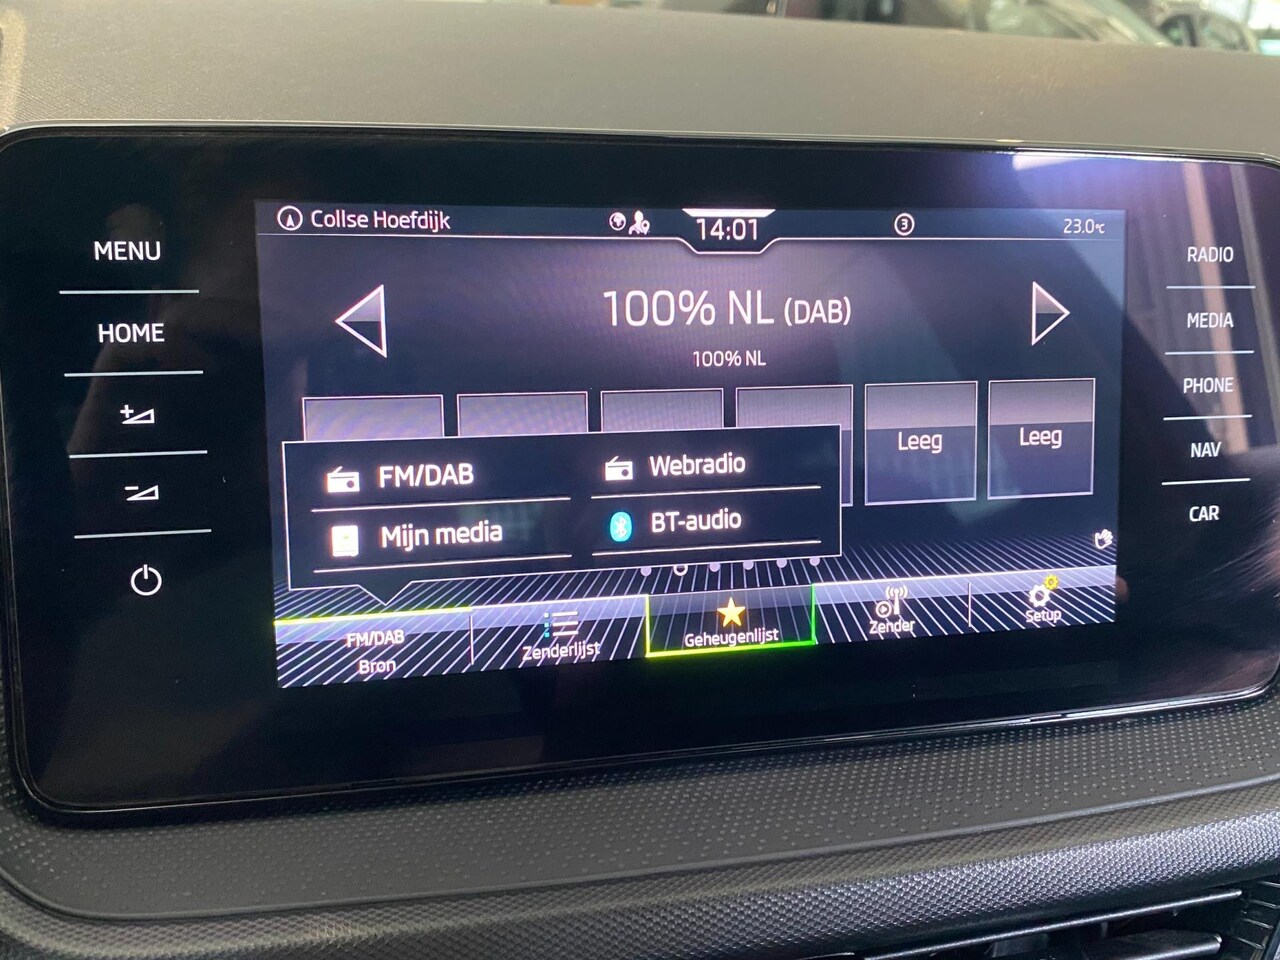 MENU
HOME
Collse Hoefdijk
14:01
3
23.0°C
100% NL (DAB)
100% NL
Leeg
Leeg
FM/DAB
Webradio
Mijn media
BT-audio
FM/DAB
Bron
Zenderlijst
Geheugenlijst
Zender
Setup
RADIO
MEDIA
PHONE
NAV
CAR